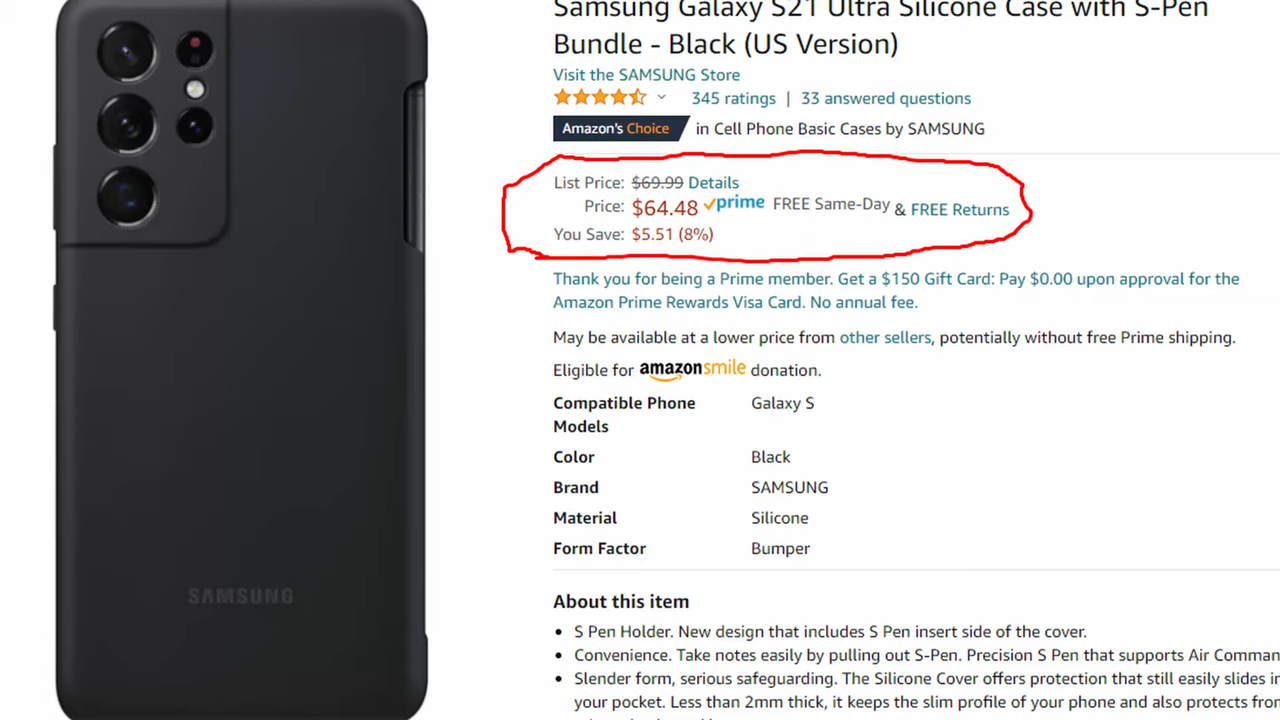 Samsung Galaxy S21 Ultra Silicone Case with S-Pen
Bundle - Black (US Version)
Visit the SAMSUNG Store
345 ratings | 33 answered questions
Amazon's Choice in Cell Phone Basic Cases by SAMSUNG
List Price: $69.99 Details
Price: $64.48 prime FREE Same-Day & FREE Returns
You Save: $5.51 (8%)
Thank you for being a Prime member. Get a $150 Gift Card: Pay $0.00 upon approval for the
Amazon Prime Rewards Visa Card. No annual fee.
May be available at a lower price from other sellers, potentially without free Prime shipping.
Eligible for amazonsmile donation.
Compatible Phone Galaxy S
Models
Color Black
Brand SAMSUNG
Material Silicone
Form Factor Bumper
SAMSUNG
About this item
• S Pen Holder. New design that includes S Pen insert side of the cover.
• Convenience. Take notes easily by pulling out S-Pen. Precision S Pen that supports Air Comman
• Slender form, serious safeguarding. The Silicone Cover offers protection that still easily slides in
your pocket. Less than 2mm thick, it keeps the slim profile of your phone and also protects from